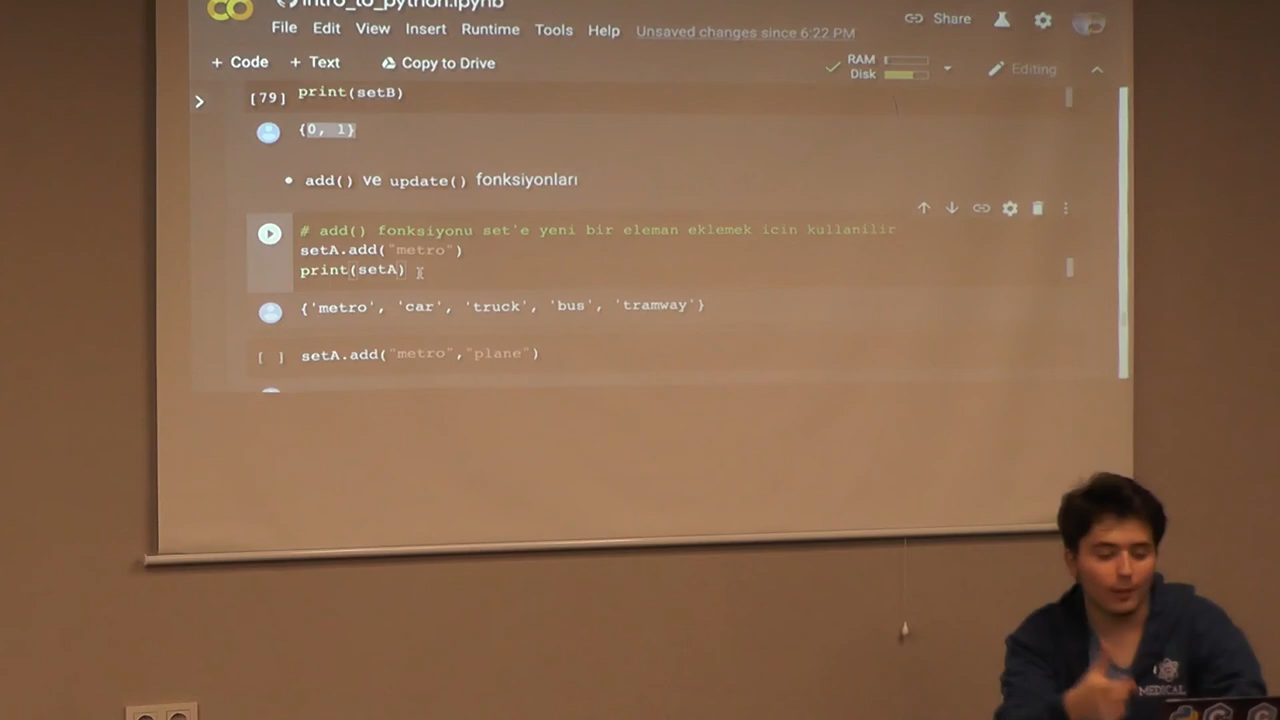 intro_to_python.ipynb
File Edit View Insert Runtime Tools Help Unsaved changes since 6:22 PM
Share
+ Code + Text Copy to Drive
RAM
Disk
Editing
[79] print(setB)
{0, 1}
add() ve update() fonksiyonları
# add() fonksiyonu set'e yeni bir eleman eklemek icin kullanilir
setA.add("metro")
print(setA)
{'metro', 'car', 'truck', 'bus', 'tramway'}
[ ] setA.add("metro","plane")
MEDICAL